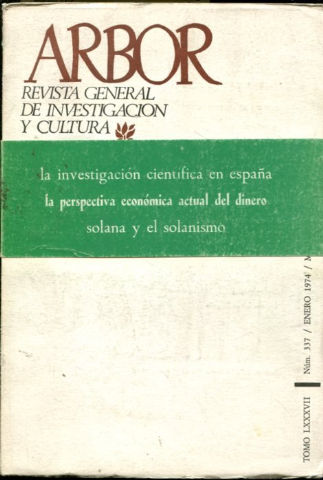 ARBOR
REVISTA GENERAL
DE INVESTIGACION
Y CULTURA
la investigación científica en españa
la perspectiva económica actual del dinero
solana y el solanismo
TOMO LXXXVII | Núm. 337 / ENERO 1974 /